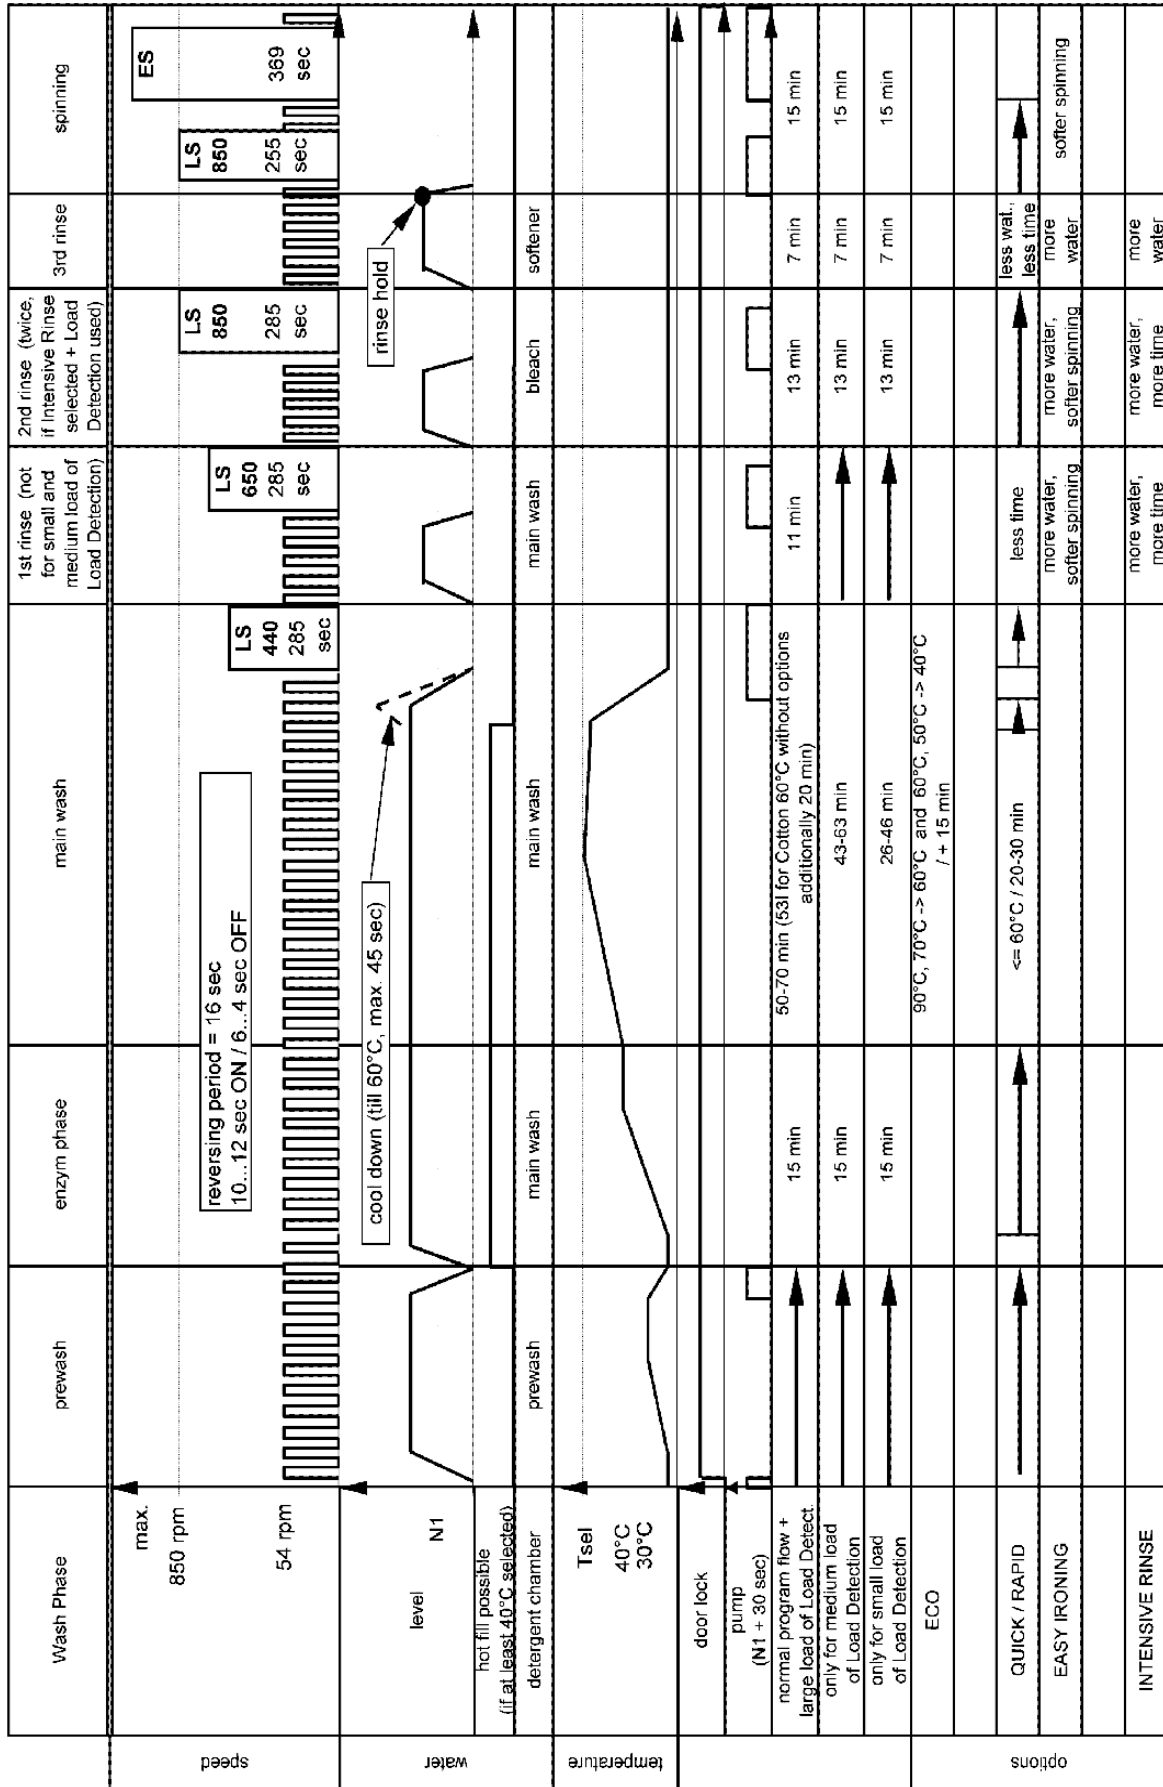 Wash Phase
prewash
enzym phase
main wash
1st rinse (not
for small and
medium load of
Load Detection)
2nd rinse (twice,
if Intensive Rinse
selected + Load
Detection used)
3rd rinse
spinning
speed
max.
850 rpm
54 rpm
reversing period = 16 sec
10...12 sec ON / 6...4 sec OFF
LS
440
285
sec
LS
650
285
sec
LS
850
285
sec
LS
850
255
sec
ES
369
sec
water
level
N1
cool down (till 60°C, max. 45 sec)
rinse hold
hot fill possible
(if at least 40°C selected)
detergent chamber
prewash
main wash
main wash
main wash
bleach
softener
temperature
Tsel
40°C
30°C
door lock
pump
(N1 + 30 sec)
normal program flow +
large load of Load Detect.
15 min
50-70 min (53l for Cotton 60°C without options
additionally 20 min)
11 min
13 min
7 min
15 min
only for medium load
of Load Detection
15 min
43-63 min
13 min
7 min
15 min
only for small load
of Load Detection
15 min
26-46 min
13 min
7 min
15 min
options
ECO
90°C, 70°C -> 60°C and 60°C, 50°C -> 40°C
/ + 15 min
QUICK / RAPID
<= 60°C / 20-30 min
less time
less wat.,
less time
EASY IRONING
more water,
softer spinning
more water,
softer spinning
more
water
softer spinning
INTENSIVE RINSE
more water,
more time
more water,
more time
more
water